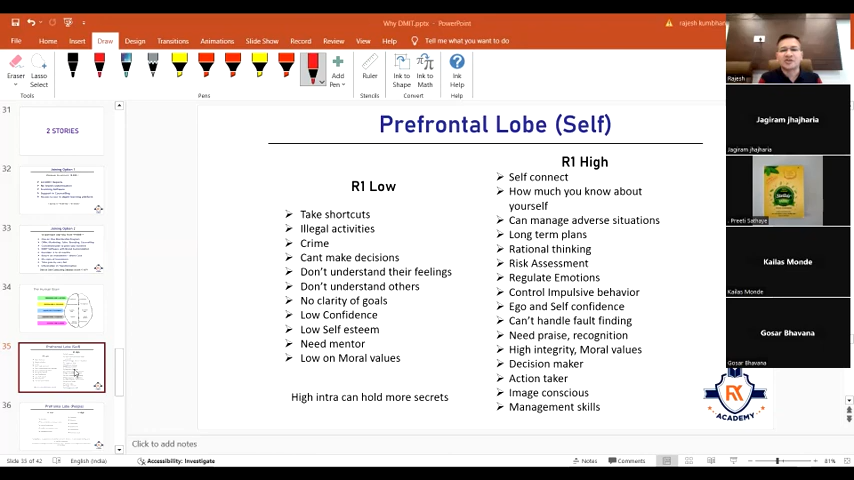 Why DMIT.pptx - PowerPoint
rajesh kumbhar
File Home Insert Draw Design Transitions Animations Slide Show Review View Help Tell me what you want to do
Eraser
Lasso
Select
Add
Pen
Ruler
Ink to
Shape
Ink to
Math
Ink
Help
Tools Pens Stencils Convert Help
31
2 STORIES
32
33
34
35
36
Prefrontal Lobe (Self)
R1 Low
Take shortcuts
Illegal activities
Crime
Cant make decisions
Don't understand their feelings
Don't understand others
No clarity of goals
Low Confidence
Low Self esteem
Need mentor
Low on Moral values
High intra can hold more secrets
R1 High
Self connect
How much you know about
yourself
Can manage adverse situations
Long term plans
Rational thinking
Risk Assessment
Regulate Emotions
Control Impulsive behavior
Ego and Self confidence
Can't handle fault finding
Need praise, recognition
High integrity, Moral values
Decision maker
Action taker
Image conscious
Management skills
RK
ACADEMY
Rajesh
Jagiram jhajharia
Jagiram jhajharia
Preeti Sathaye
Kailas Monde
Kailas Monde
Gosar Bhavana
Gosar Bhavana
Click to add notes
Slide 35 of 42 English (India) Accessibility: Investigate Notes Comments 81%